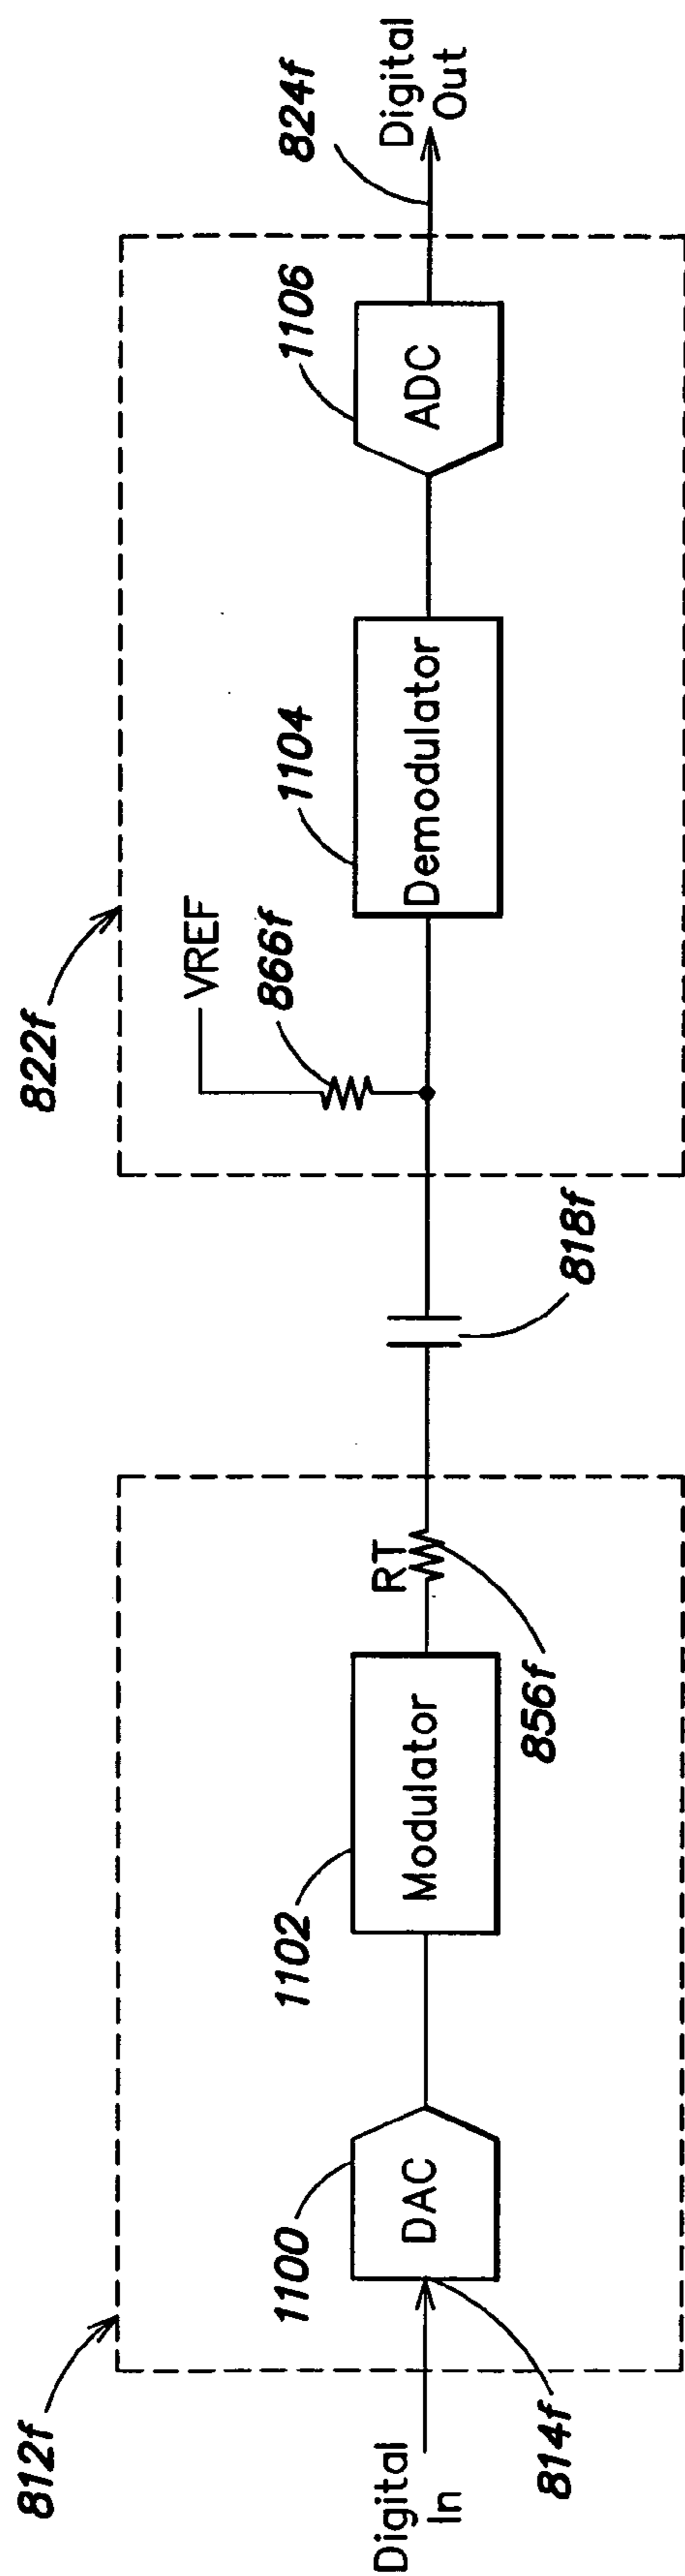 812f
822f
Digital
In
814f
1100
DAC
1102
Modulator
RT
856f
818f
VREF
866f
1104
Demodulator
1106
ADC
824f
Digital
Out